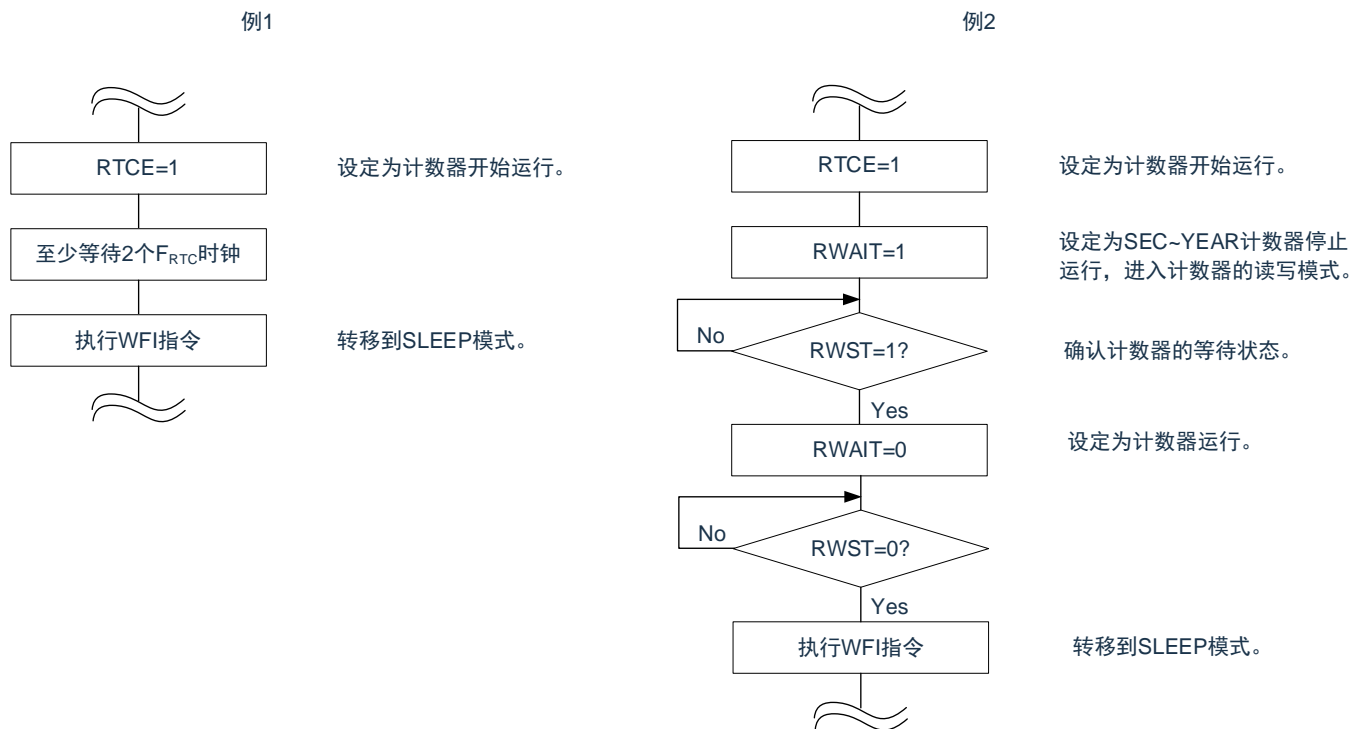 例1
RTCE=1
设定为计数器开始运行。
至少等待2个FRTC时钟
执行WFI指令
转移到SLEEP模式。
例2
RTCE=1
设定为计数器开始运行。
RWAIT=1
设定为SEC~YEAR计数器停止
运行，进入计数器的读写模式。
No
RWST=1?
确认计数器的等待状态。
Yes
RWAIT=0
设定为计数器运行。
No
RWST=0?
Yes
执行WFI指令
转移到SLEEP模式。